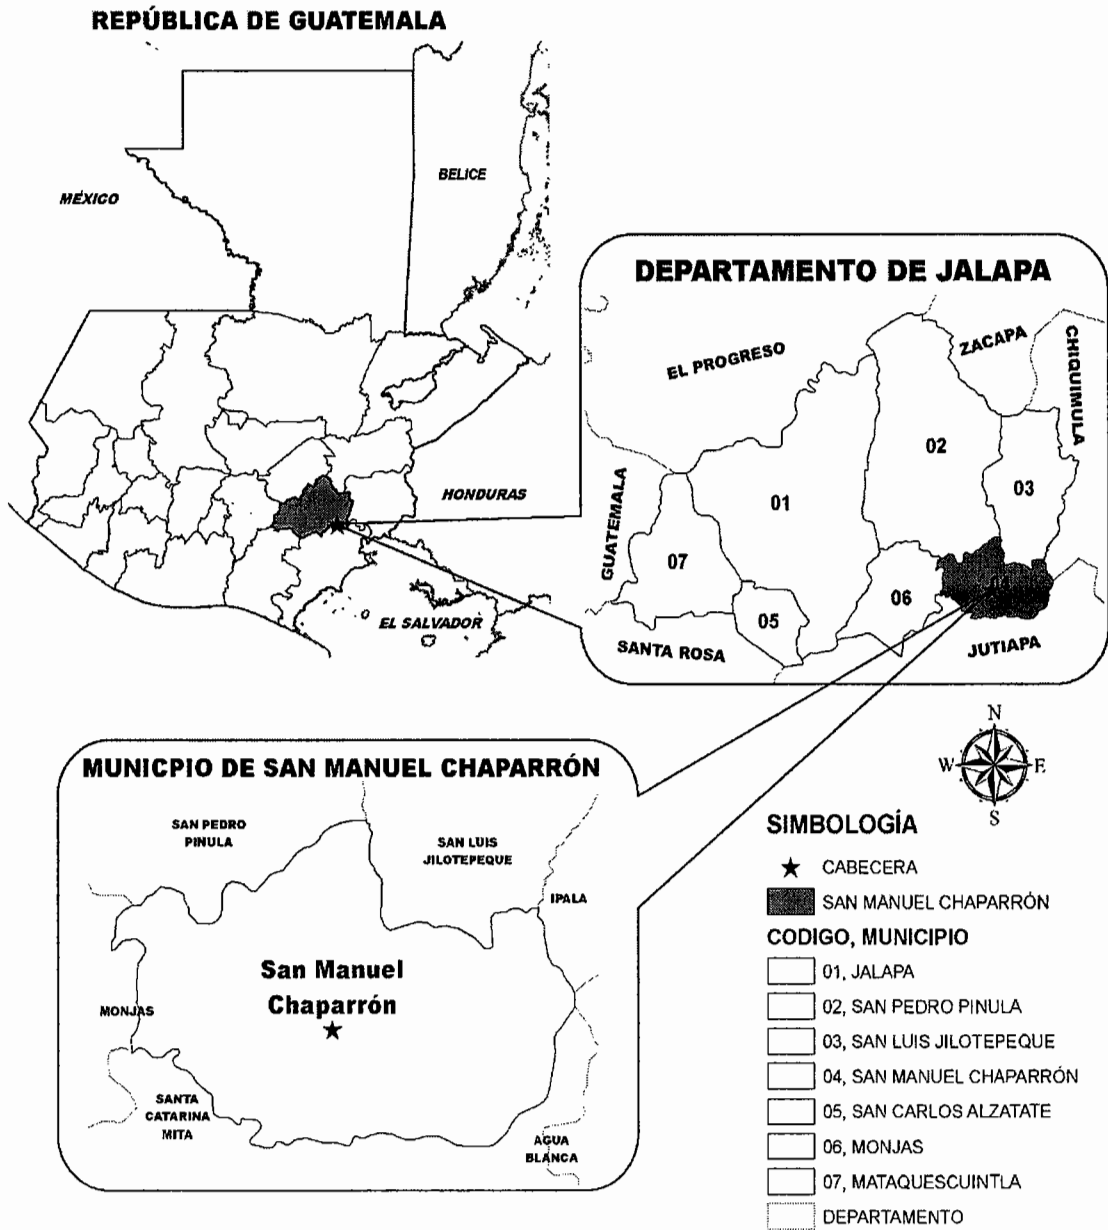 REPÚBLICA DE GUATEMALA
MÉXICO
BELICE
HONDURAS
EL SALVADOR
DEPARTAMENTO DE JALAPA
EL PROGRESO
ZACAPA
CHIQUIMULA
GUATEMALA
01
02
03
04
05
06
07
SANTA ROSA
JUTIAPA
MUNICPIO DE SAN MANUEL CHAPARRÓN
SAN PEDRO
PINULA
SAN LUIS
JILOTEPEQUE
IPALA
San Manuel
Chaparrón
MONJAS
SANTA
CATARINA
MITA
AGUA
BLANCA
N
W
E
S
SIMBOLOGÍA
CABECERA
SAN MANUEL CHAPARRÓN
CODIGO, MUNICIPIO
01, JALAPA
02, SAN PEDRO PINULA
03, SAN LUIS JILOTEPEQUE
04, SAN MANUEL CHAPARRÓN
05, SAN CARLOS ALZATATE
06, MONJAS
07, MATAQUESCUINTLA
DEPARTAMENTO